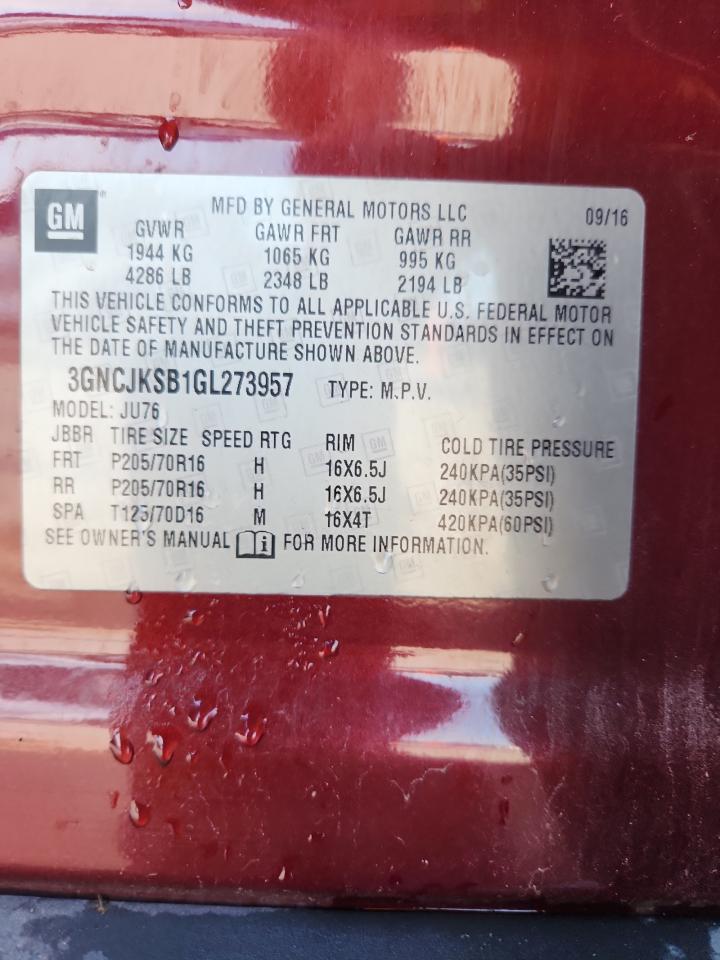 GM ® MFD BY GENERAL MOTORS LLC 09/16
GVWR GAWR FRT GAWR RR
1944 KG 1065 KG 995 KG
4286 LB 2348 LB 2194 LB
THIS VEHICLE CONFORMS TO ALL APPLICABLE U.S. FEDERAL MOTOR
VEHICLE SAFETY AND THEFT PREVENTION STANDARDS IN EFFECT ON
THE DATE OF MANUFACTURE SHOWN ABOVE.
3GNCJKSB1GL273957 TYPE: M.P.V.
MODEL: JU76
JBBR TIRE SIZE SPEED RTG RIM COLD TIRE PRESSURE
FRT P205/70R16 H 16X6.5J 240KPA(35PSI)
RR P205/70R16 H 16X6.5J 240KPA(35PSI)
SPA T125/70D16 M 16X4T 420KPA(60PSI)
SEE OWNER'S MANUAL FOR MORE INFORMATION.